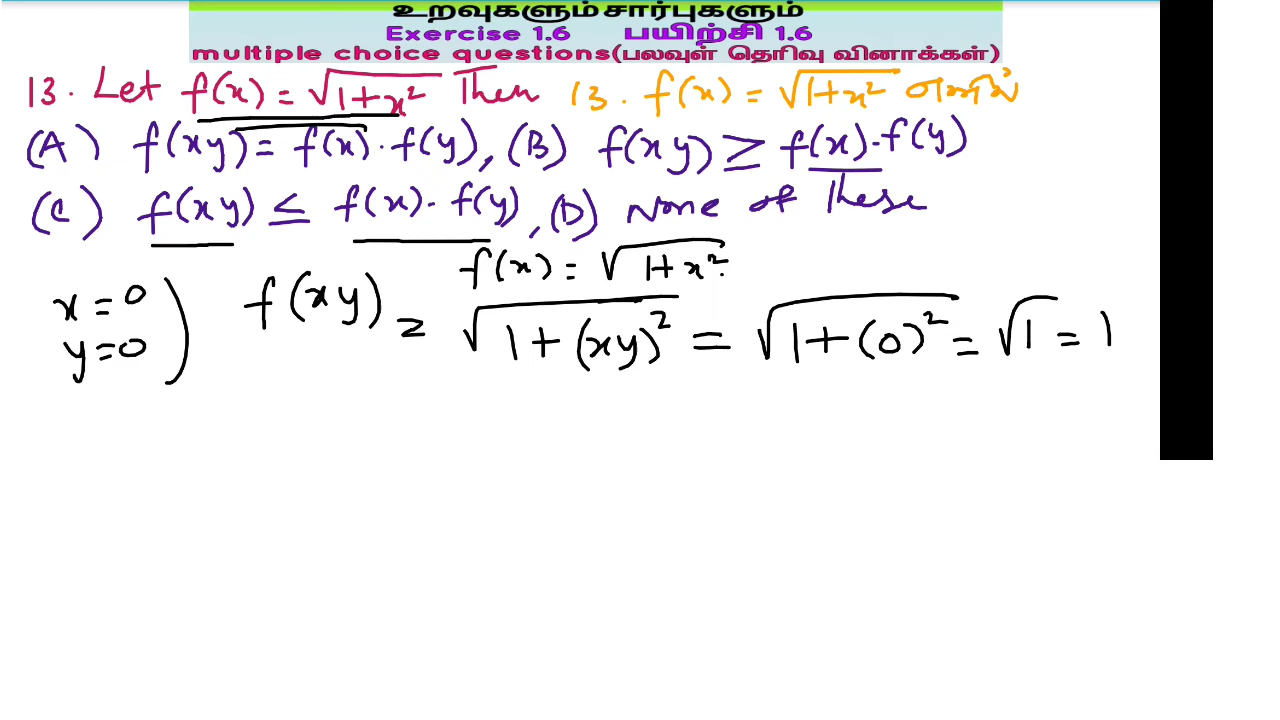 உறவுகளும்சார்புகளும்
Exercise 1.6 பயிற்சி 1.6
multiple choice questions(பலவுள் தெரிவு வினாக்கள்)
13. Let f(x) = √1+x² Then 13. f(x) = √1+x² எனில்
(A) f(xy) = f(x) · f(y), (B) f(xy) ≥ f(x) · f(y)
(C) f(xy) ≤ f(x) · f(y), (D) None of these
f(x) = √1+x²
x = 0
y = 0 ) f(xy) = √1+(xy)² = √1+(0)² = √1 = 1